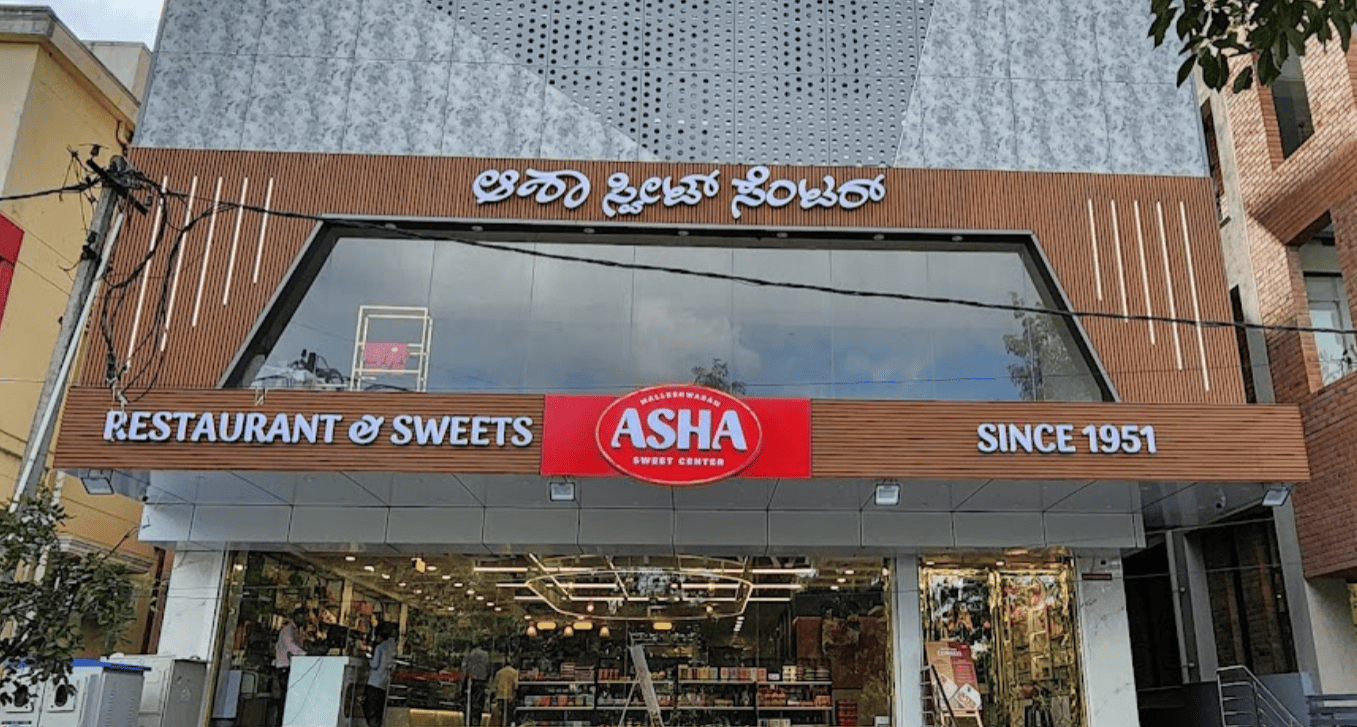 ಆಶಾ ಸ್ವೀಟ್ ಸೆಂಟರ್
RESTAURANT & SWEETS
MALLESHWARAM
ASHA
SWEET CENTER
SINCE 1951